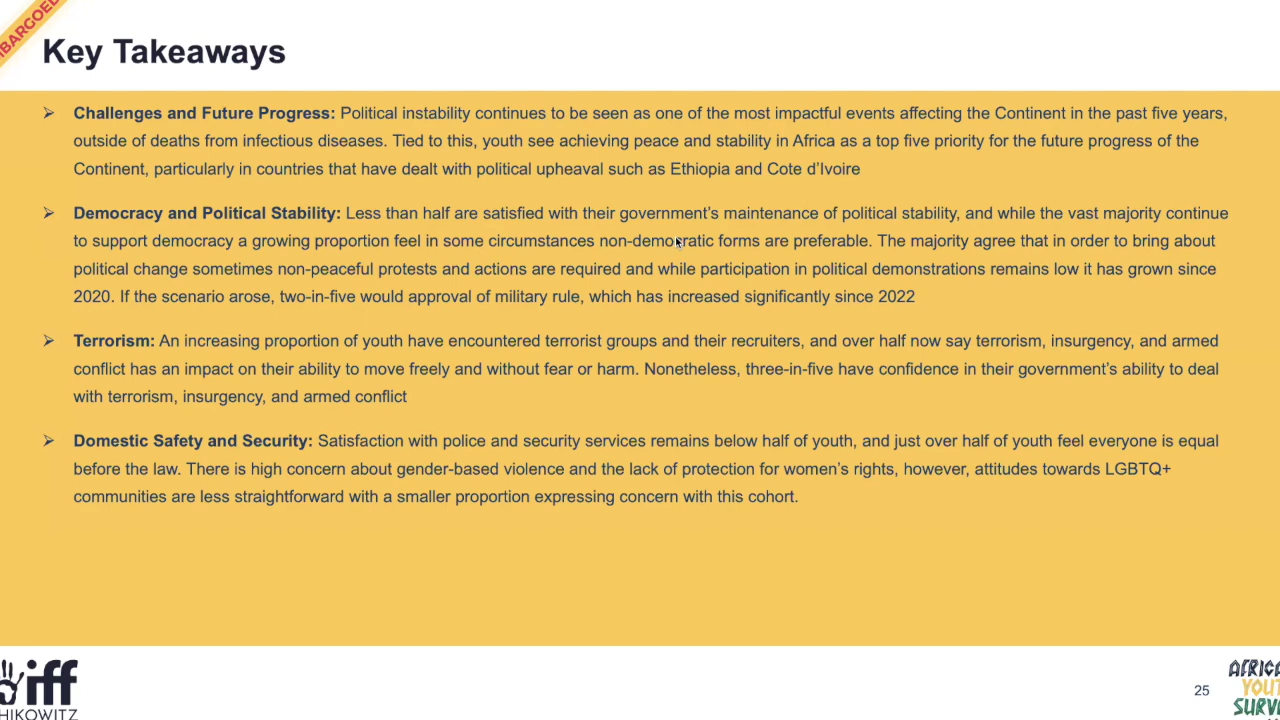 BARGOED
Key Takeaways
➢ Challenges and Future Progress: Political instability continues to be seen as one of the most impactful events affecting the Continent in the past five years,
outside of deaths from infectious diseases. Tied to this, youth see achieving peace and stability in Africa as a top five priority for the future progress of the
Continent, particularly in countries that have dealt with political upheaval such as Ethiopia and Cote d’Ivoire
➢ Democracy and Political Stability: Less than half are satisfied with their government’s maintenance of political stability, and while the vast majority continue
to support democracy a growing proportion feel in some circumstances non-democratic forms are preferable. The majority agree that in order to bring about
political change sometimes non-peaceful protests and actions are required and while participation in political demonstrations remains low it has grown since
2020. If the scenario arose, two-in-five would approval of military rule, which has increased significantly since 2022
➢ Terrorism: An increasing proportion of youth have encountered terrorist groups and their recruiters, and over half now say terrorism, insurgency, and armed
conflict has an impact on their ability to move freely and without fear or harm. Nonetheless, three-in-five have confidence in their government’s ability to deal
with terrorism, insurgency, and armed conflict
➢ Domestic Safety and Security: Satisfaction with police and security services remains below half of youth, and just over half of youth feel everyone is equal
before the law. There is high concern about gender-based violence and the lack of protection for women’s rights, however, attitudes towards LGBTQ+
communities are less straightforward with a smaller proportion expressing concern with this cohort.
iff
HIKOWITZ
25
AFRICA
YOUT
SURVE